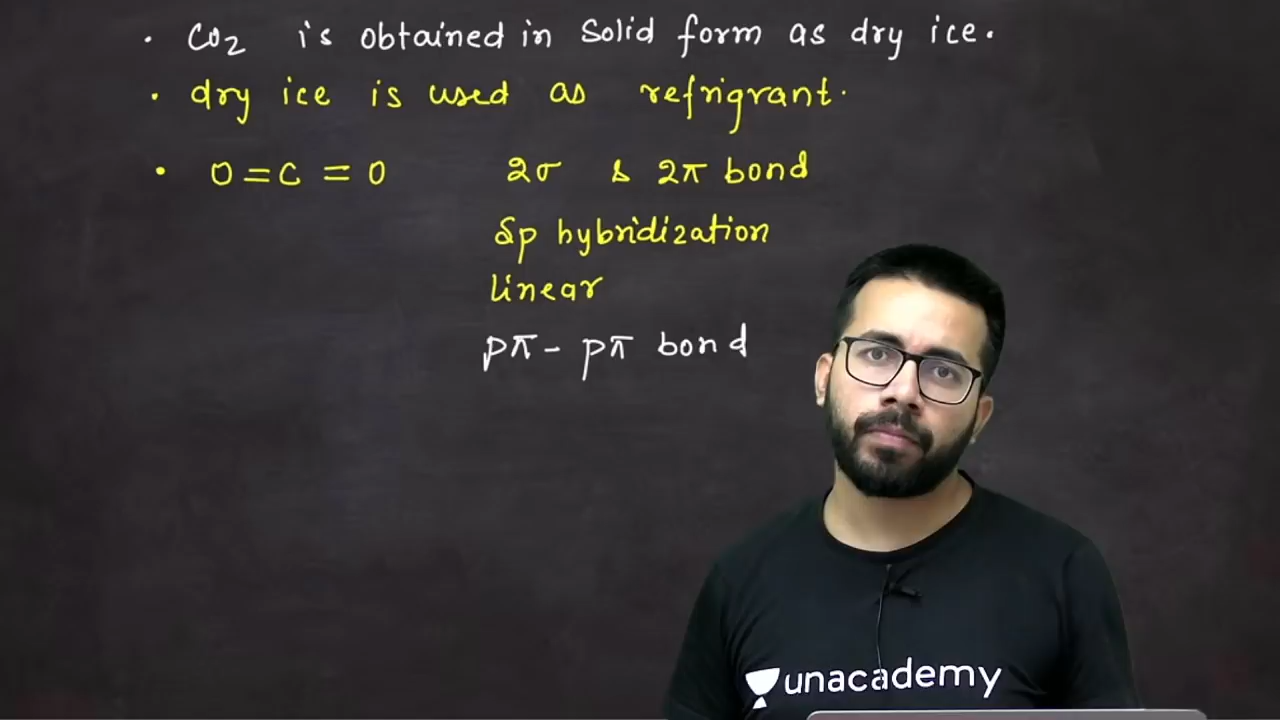 • CO2 is obtained in Solid form as dry ice.
• dry ice is used as refrigrant.
• O=C=O 2σ & 2π bond
Sp hybridization
linear
pπ - pπ bond
unacademy